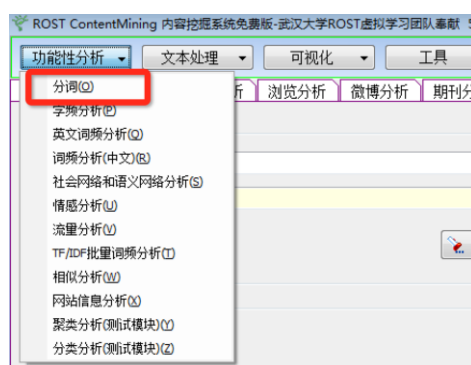 ROST ContentMining 内容挖掘系统免费版-武汉大学ROST虚拟学习团队奉献
功能性分析 文本处理 可视化 工具
浏览分析 微博分析 期刊分
分词(O)
字频分析(P)
英文词频分析(Q)
词频分析(中文)(R)
社会网络和语义网络分析(S)
情感分析(U)
流量分析(V)
TF/IDF批量词频分析(T)
相似分析(W)
网站信息分析(X)
聚类分析(测试模块)(Y)
分类分析(测试模块)(Z)